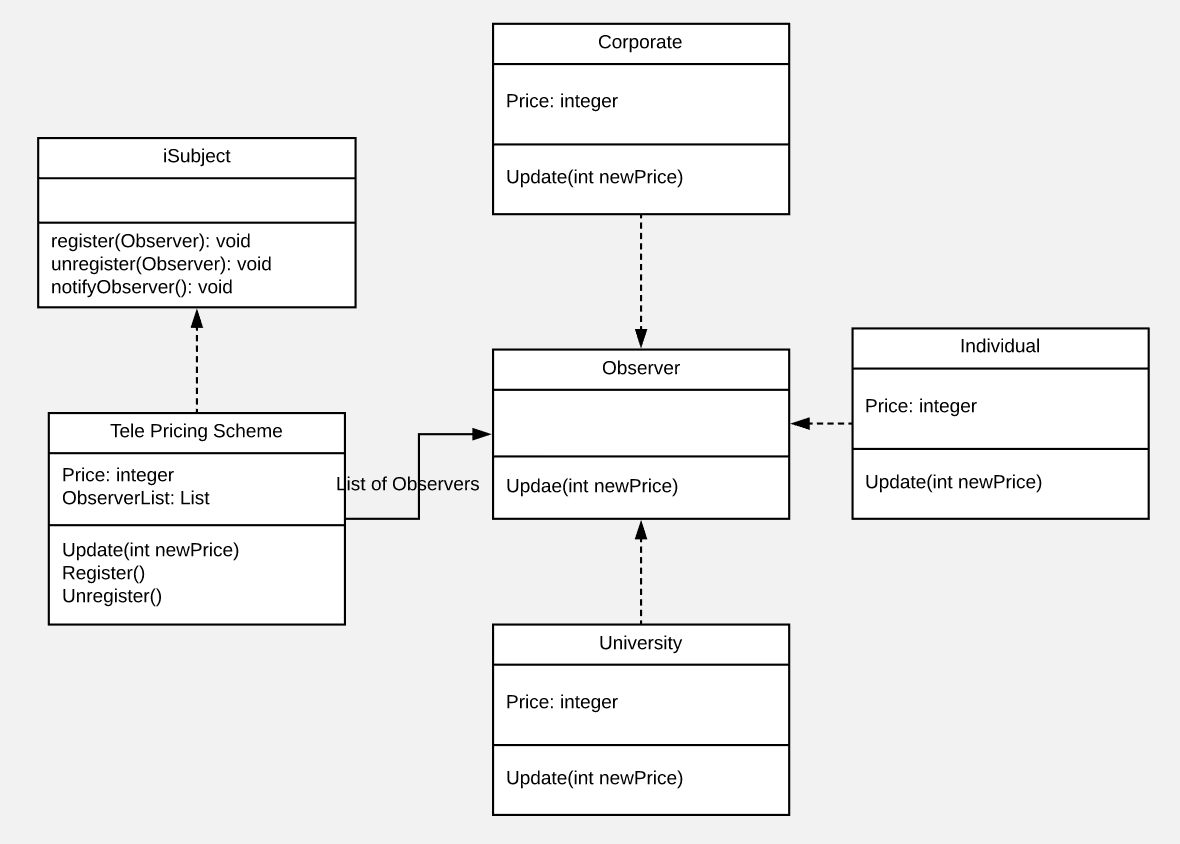 Corporate
Price: integer
Update(int newPrice)
iSubject
register(Observer): void
unregister(Observer): void
notifyObserver(): void
Observer
Updae(int newPrice)
Individual
Price: integer
Update(int newPrice)
Tele Pricing Scheme
Price: integer
ObserverList: List
Update(int newPrice)
Register()
Unregister()
List of Observers
University
Price: integer
Update(int newPrice)